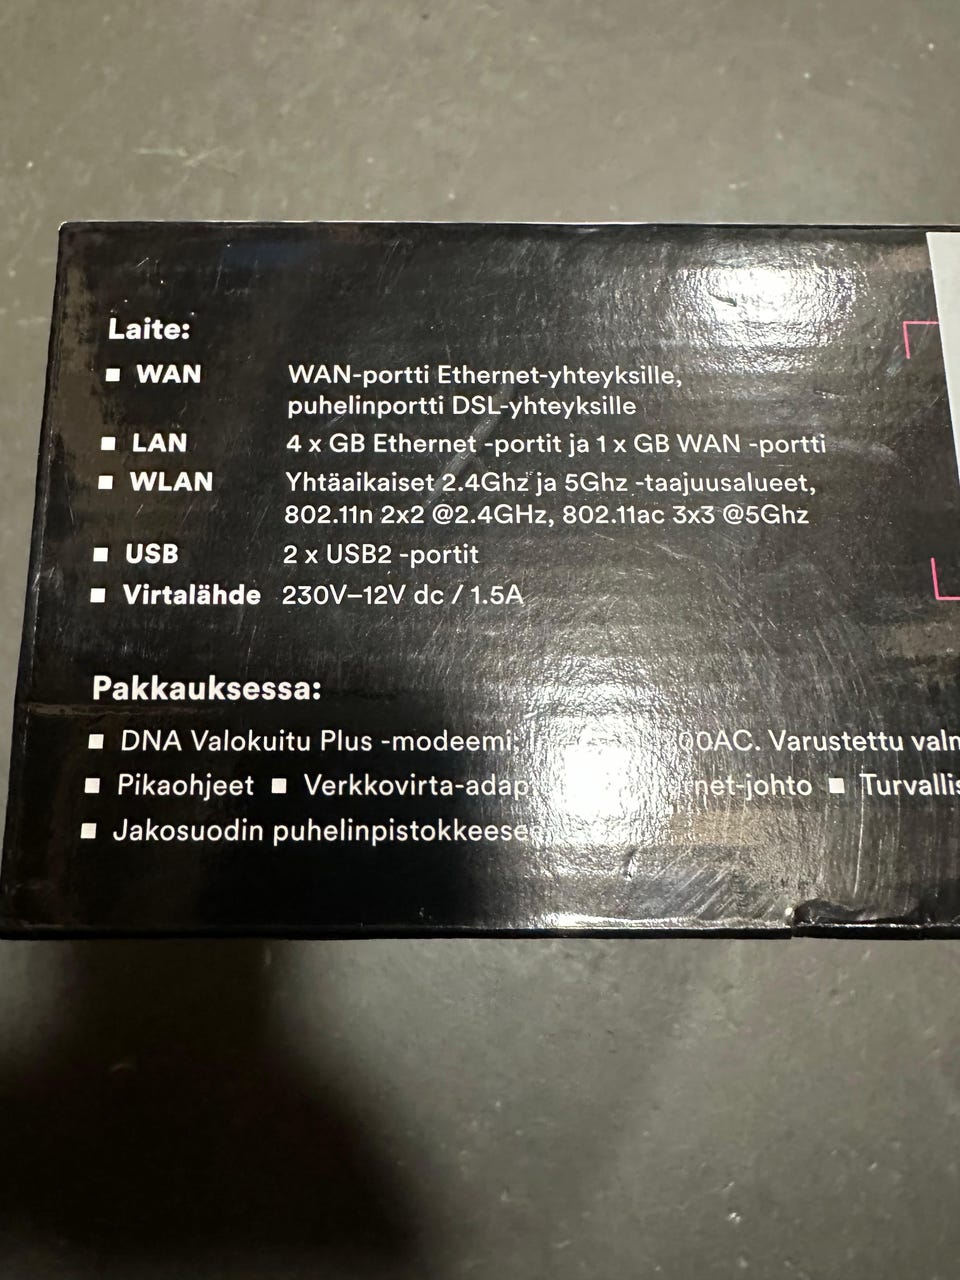 Laite:
■ WAN WAN-portti Ethernet-yhteyksille,
puhelinportti DSL-yhteyksille
■ LAN 4 x GB Ethernet -portit ja 1 x GB WAN -portti
■ WLAN Yhtäaikaiset 2.4Ghz ja 5Ghz -taajuusalueet,
802.11n 2x2 @2.4GHz, 802.11ac 3x3 @5Ghz
■ USB 2 x USB2 -portit
■ Virtalähde 230V–12V dc / 1.5A
Pakkauksessa:
■ DNA Valokuitu Plus -modeemi; 00AC. Varustettu
■ Pikaohjeet ■ Verkkovirta-adap rnet-johto ■
■ Jakosuodin puhelinpistokkeesee